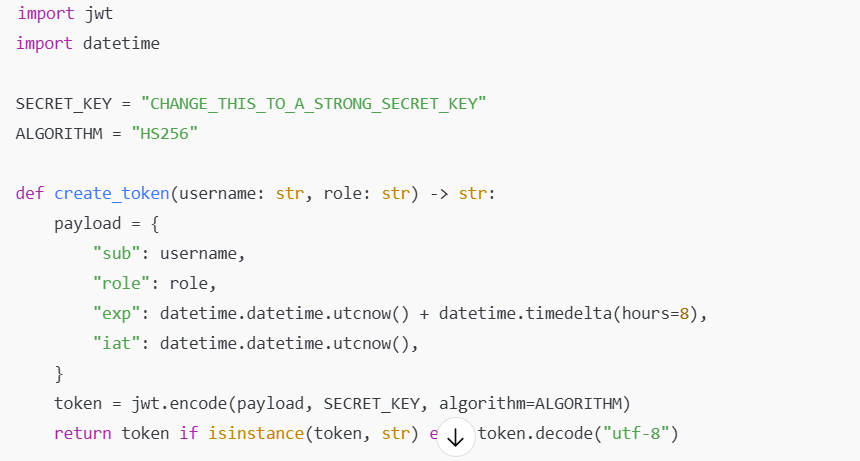 import jwt
import datetime
SECRET_KEY = "CHANGE_THIS_TO_A_STRONG_SECRET_KEY"
ALGORITHM = "HS256"
def create_token(username: str, role: str) -> str:
payload = {
"sub": username,
"role": role,
"exp": datetime.datetime.utcnow() + datetime.timedelta(hours=8),
"iat": datetime.datetime.utcnow(),
}
token = jwt.encode(payload, SECRET_KEY, algorithm=ALGORITHM)
return token if isinstance(token, str) token.decode("utf-8")